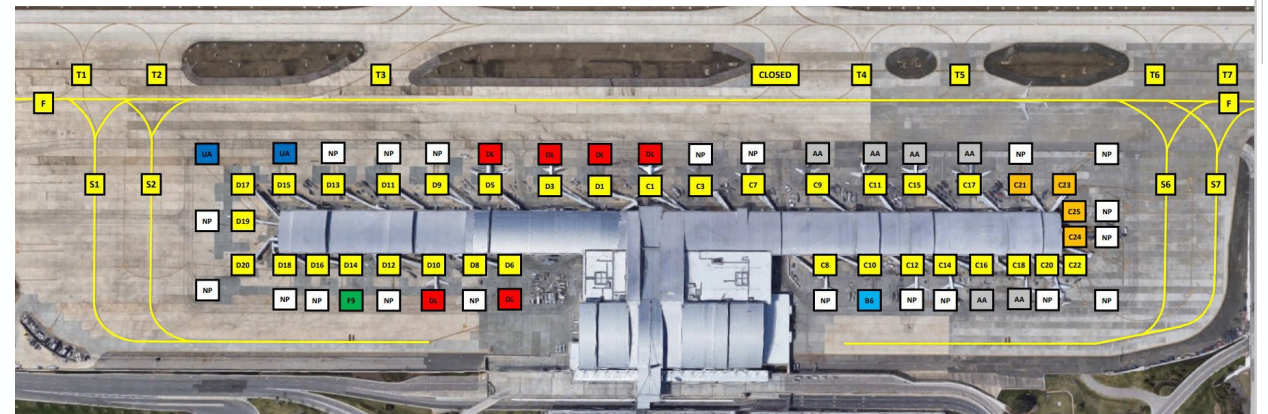 T1 T2 T3 CLOSED T4 T5 T6 T7
F F
UA UA NP NP NP DL DL DL DL NP NP AA AA AA AA NP NP
S1 S2 D17 D15 D13 D11 D9 D5 D3 D1 C1 C3 C7 C9 C11 C15 C17 C21 C23 S6 S7
NP D19 C25 NP
C24 NP
D20 D18 D16 D14 D12 D10 D8 D6 C8 C10 C12 C14 C16 C18 C20 C22
NP NP NP F9 NP DL NP DL NP B6 NP NP AA AA NP NP